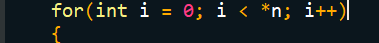 for(int i = 0; i < *n; i++)
{